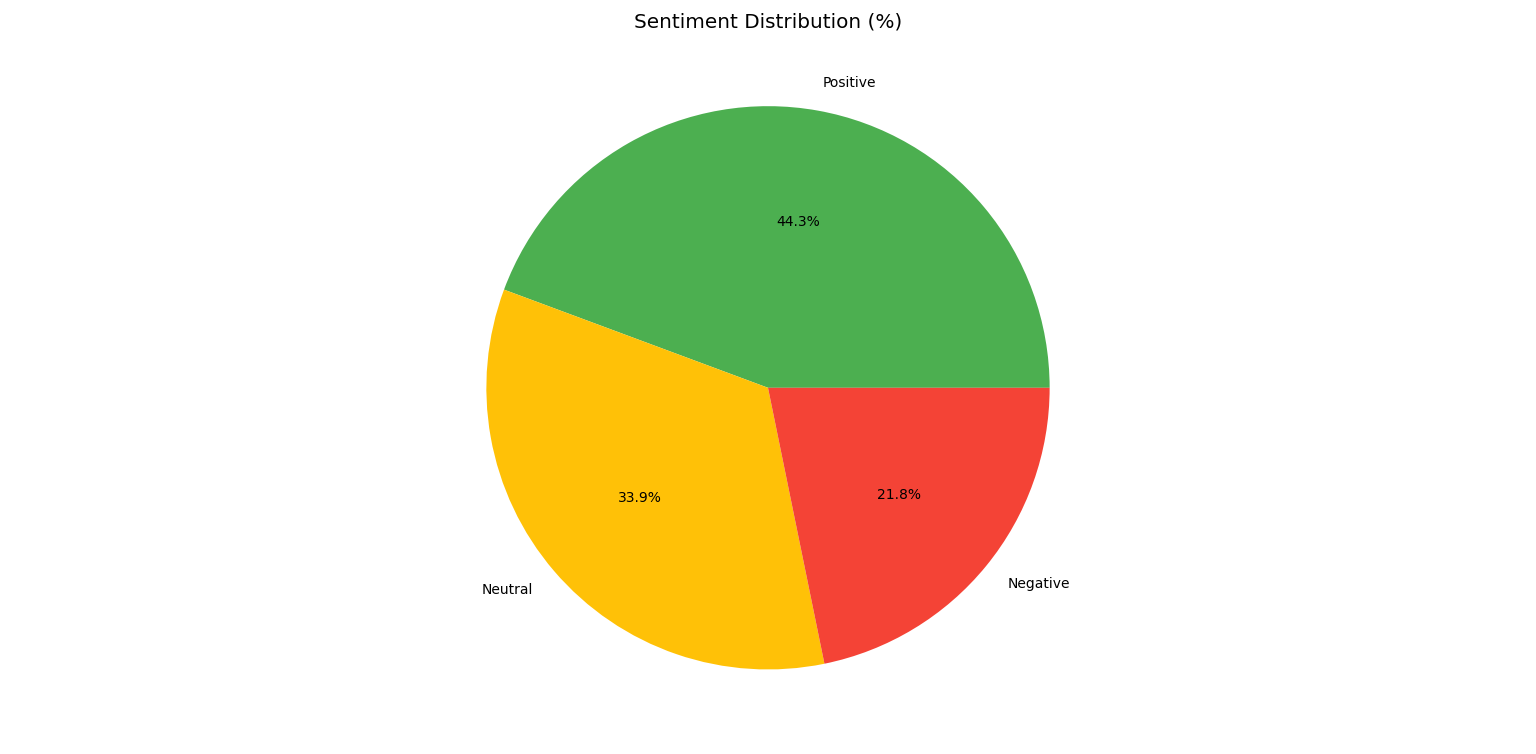 Sentiment Distribution (%)
Positive
44.3%
33.9%
21.8%
Neutral
Negative